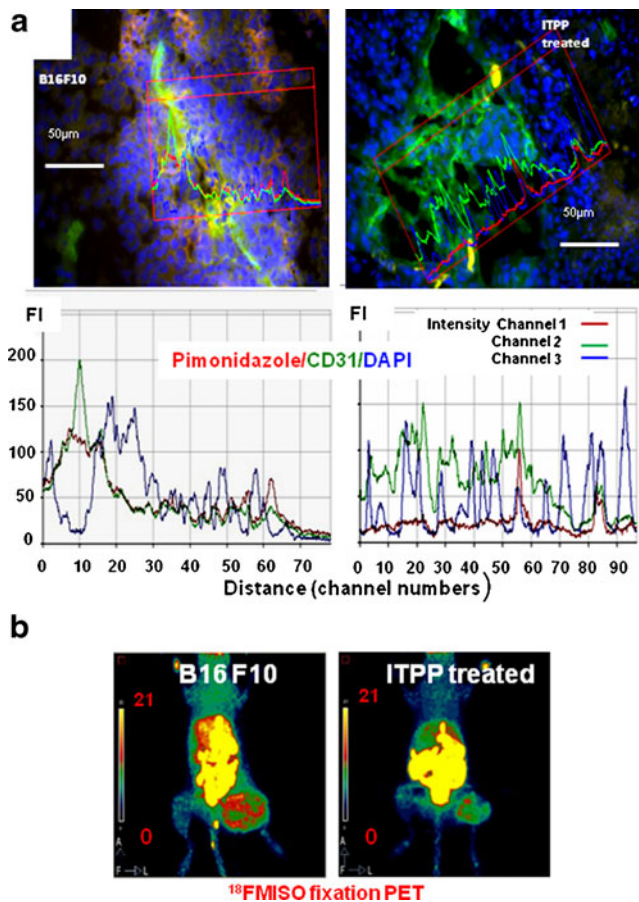 a
B16F10
50µm
ITPP
treated
50µm
FI
200
150
100
50
0
0 10 20 30 40 50 60 70
Pimonidazole/CD31/DAPI
FI
Intensity Channel 1
Channel 2
Channel 3
0 10 20 30 40 50 60 70 80 90
Distance (channel numbers)
b
B16 F10
21
0
A
F L
ITPP treated
21
0
A
F L
18FMISO fixation PET